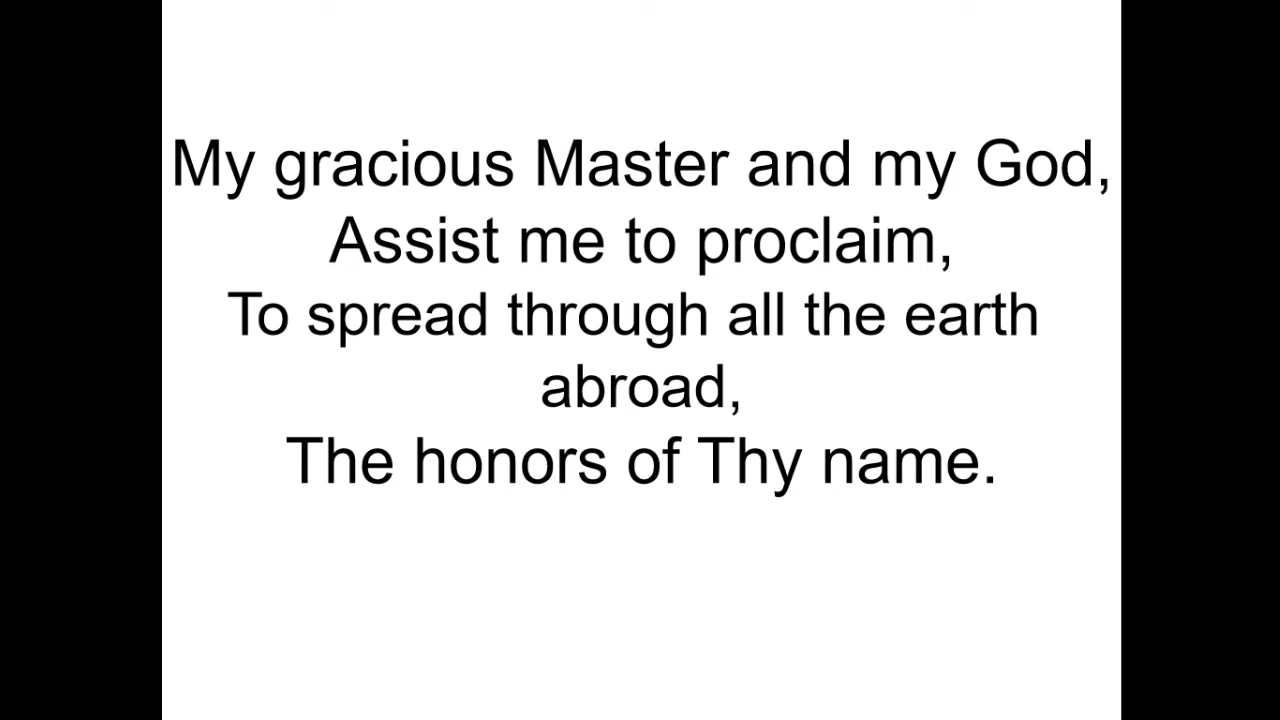 My gracious Master and my God,
Assist me to proclaim,
To spread through all the earth
abroad,
The honors of Thy name.